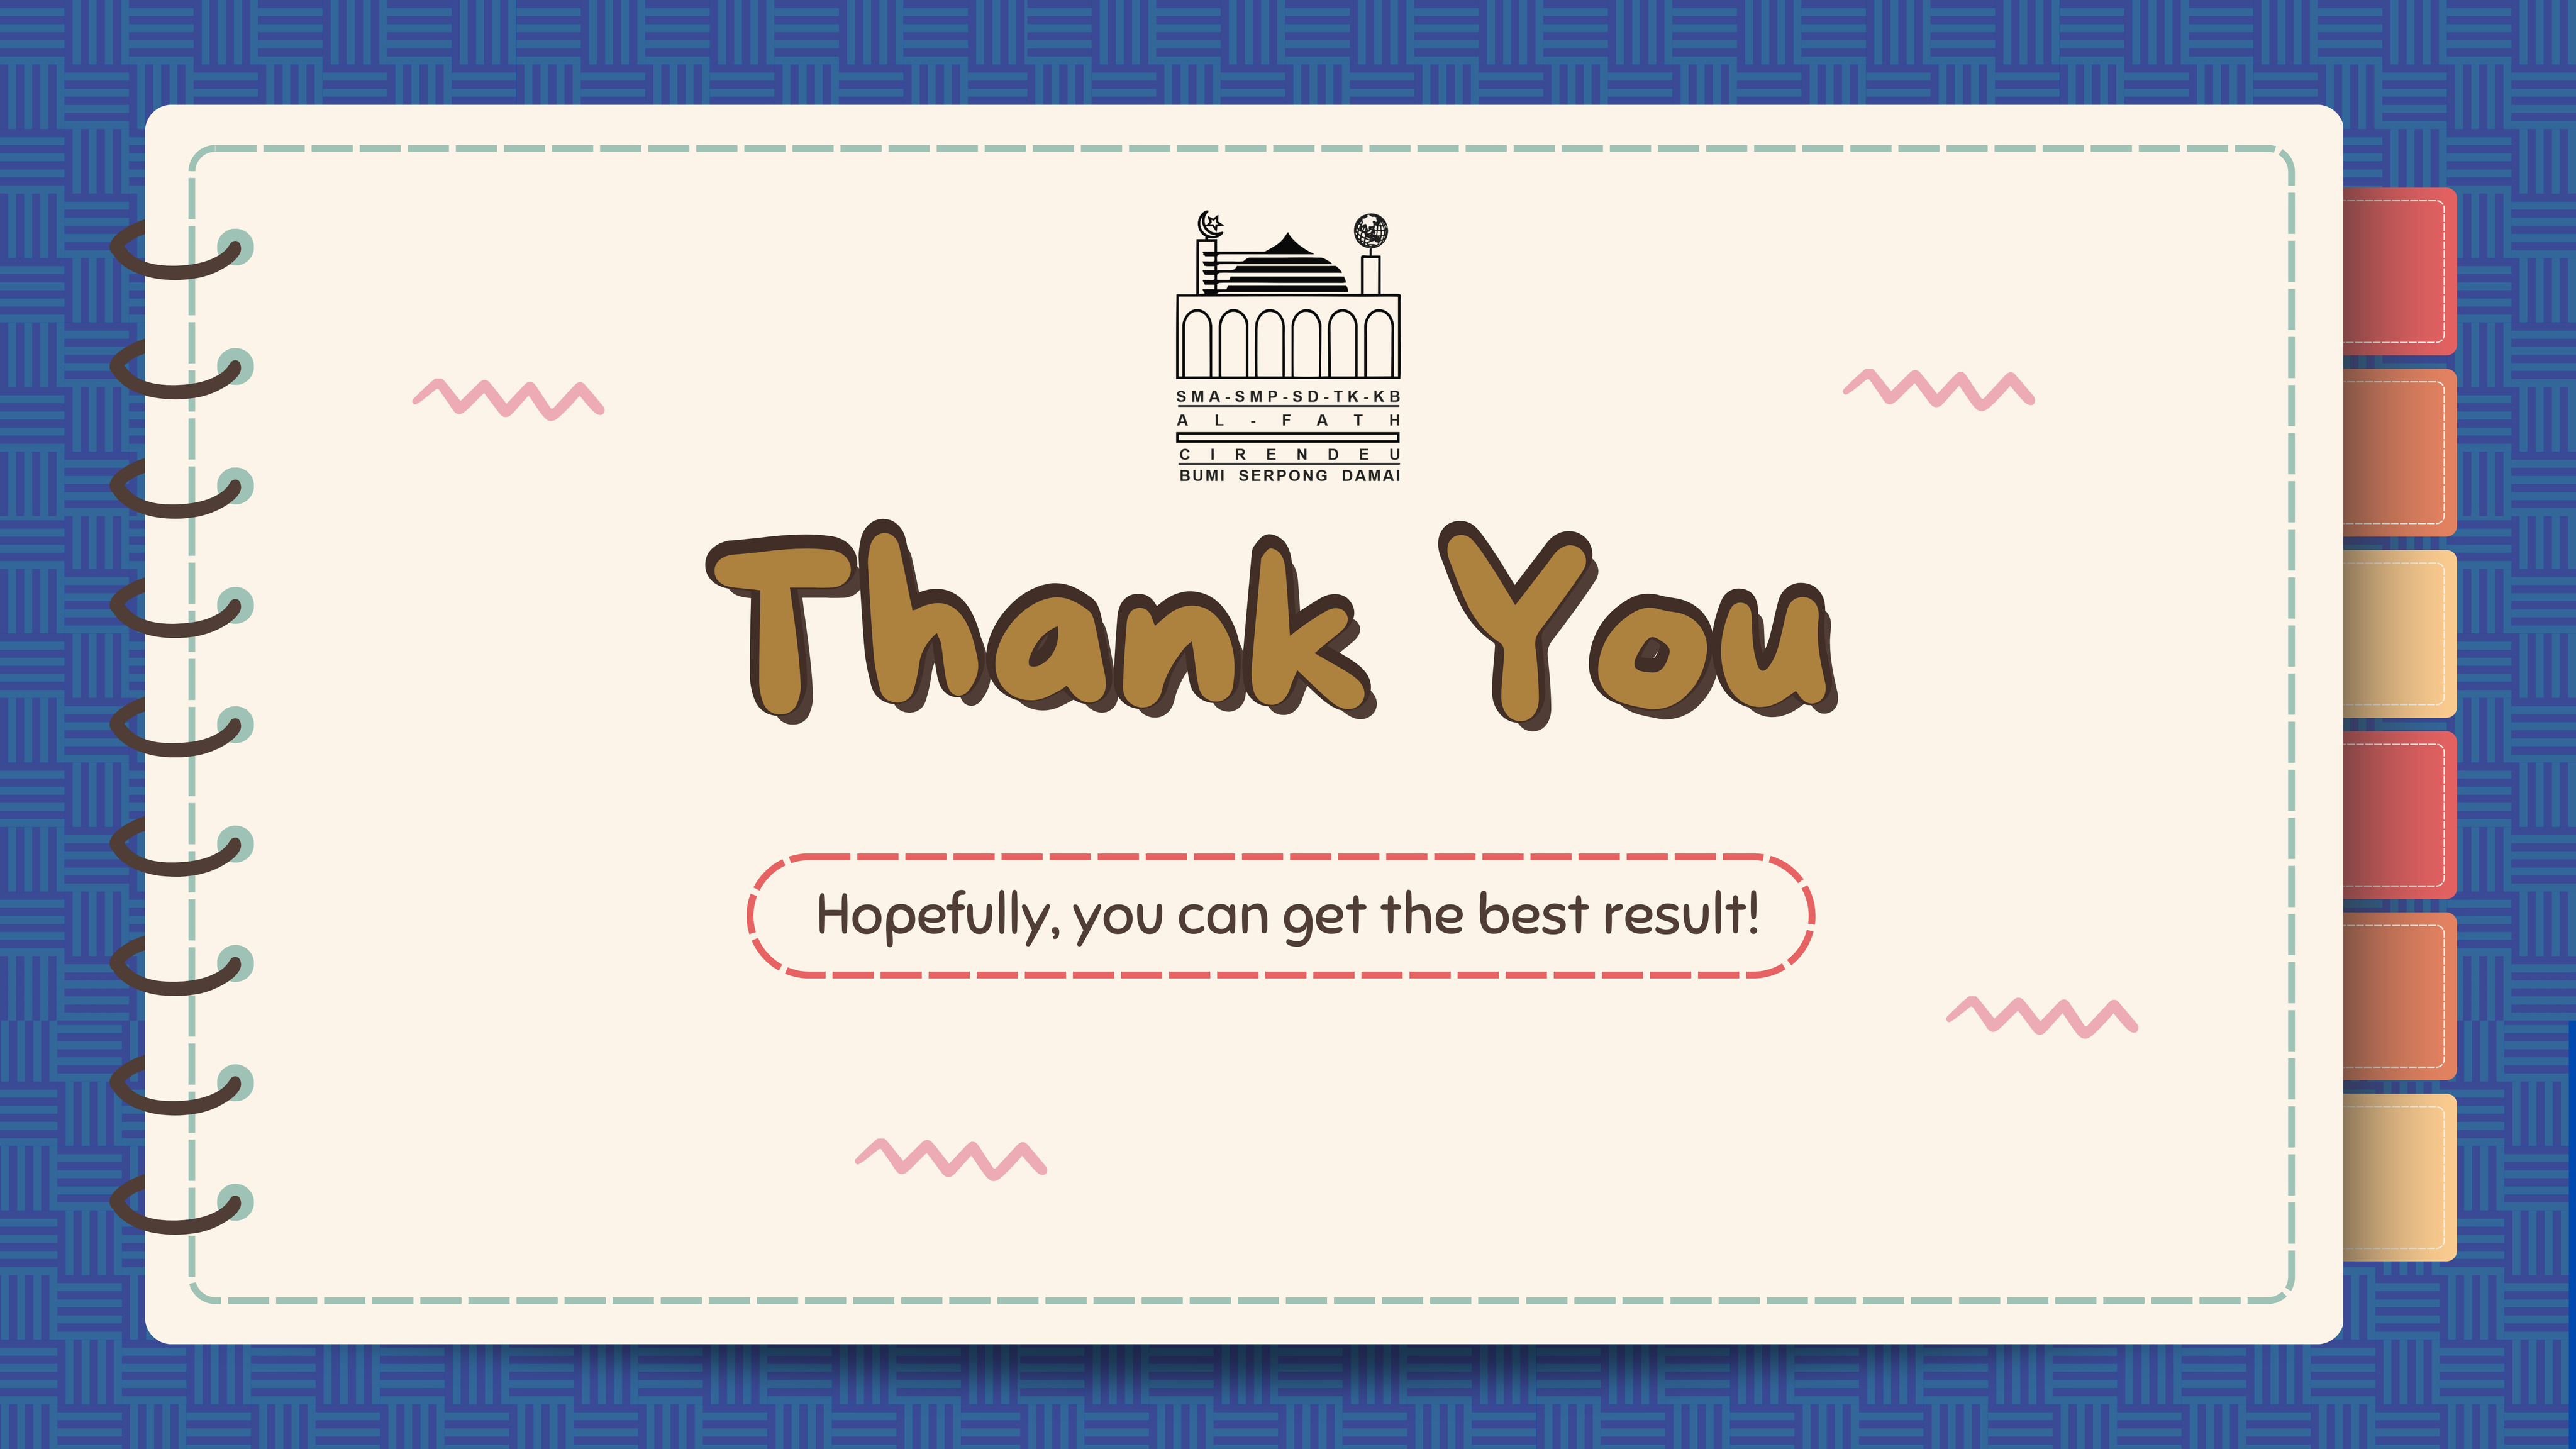 SMA-SMP-SD-TK-KB
AL-FATH
CIRENDEU
BUMI SERPONG DAMAI
Thank You
Hopefully, you can get the best result!